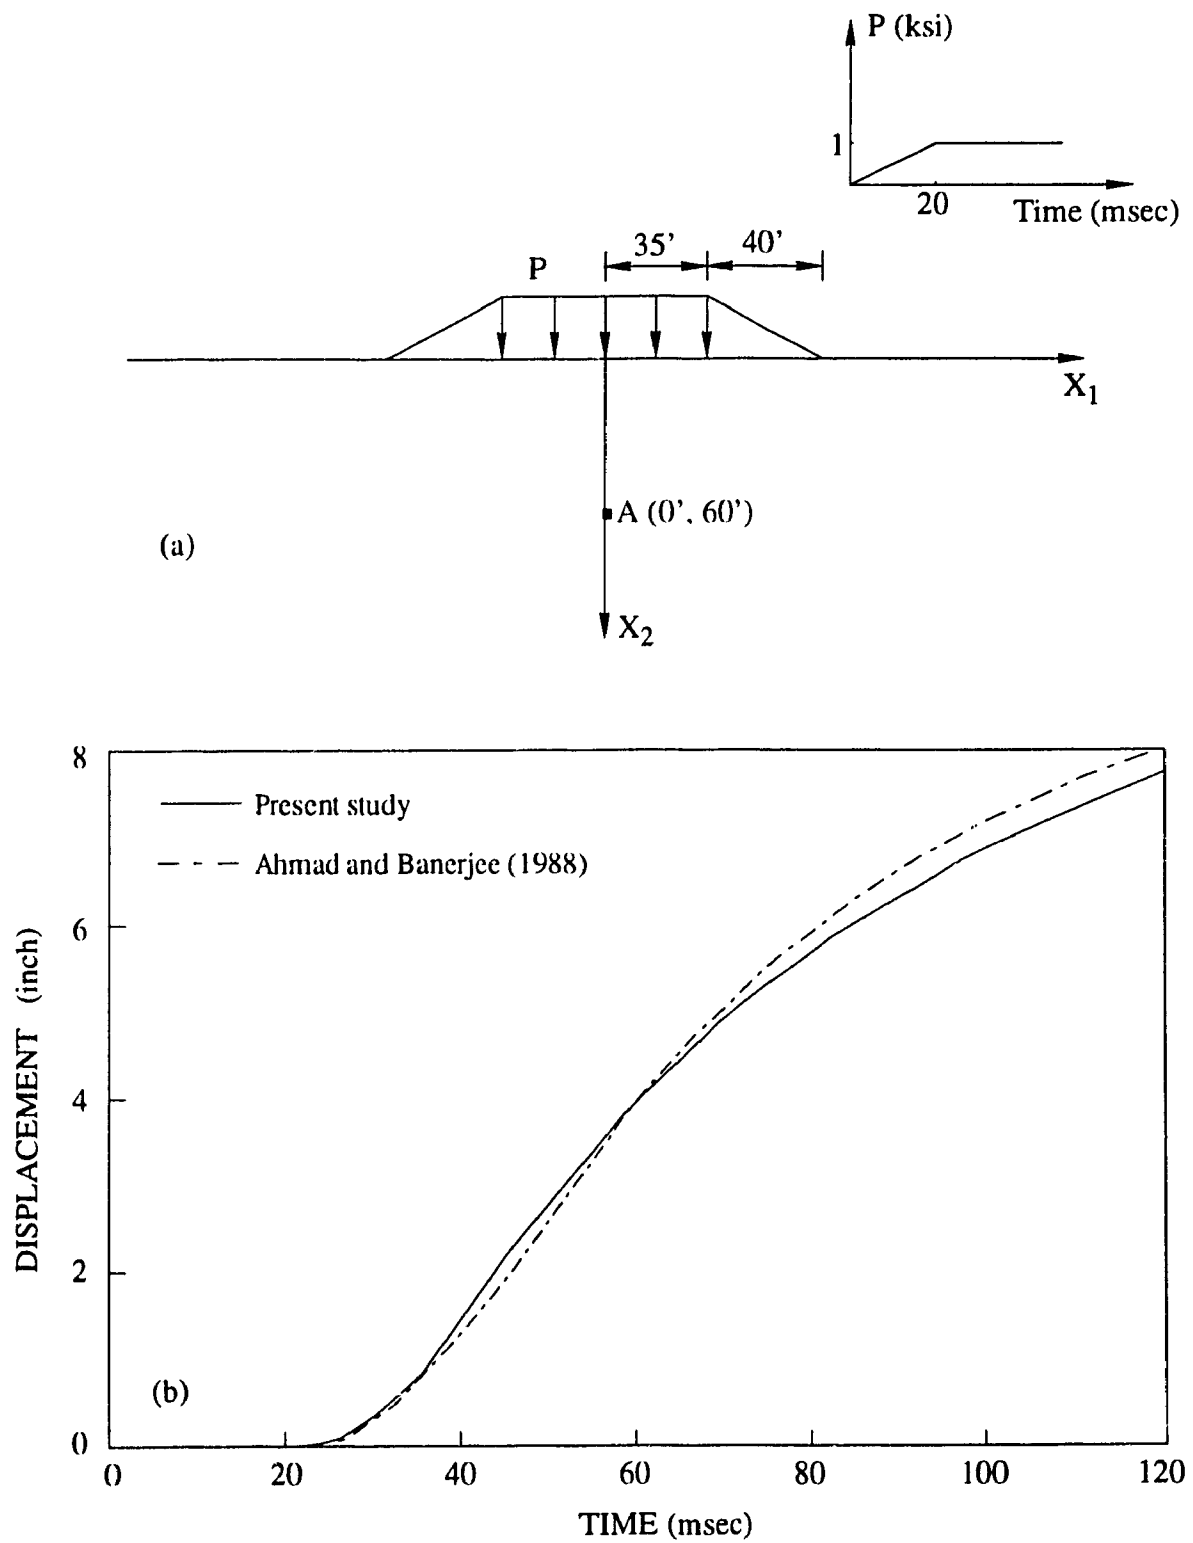 P (ksi)
1
20
Time (msec)
35'
40'
P
X1
A (0', 60')
(a)
X2
8
Present study
Ahmad and Banerjee (1988)
6
4
2
0
DISPLACEMENT (inch)
(b)
0
20
40
60
80
100
120
TIME (msec)